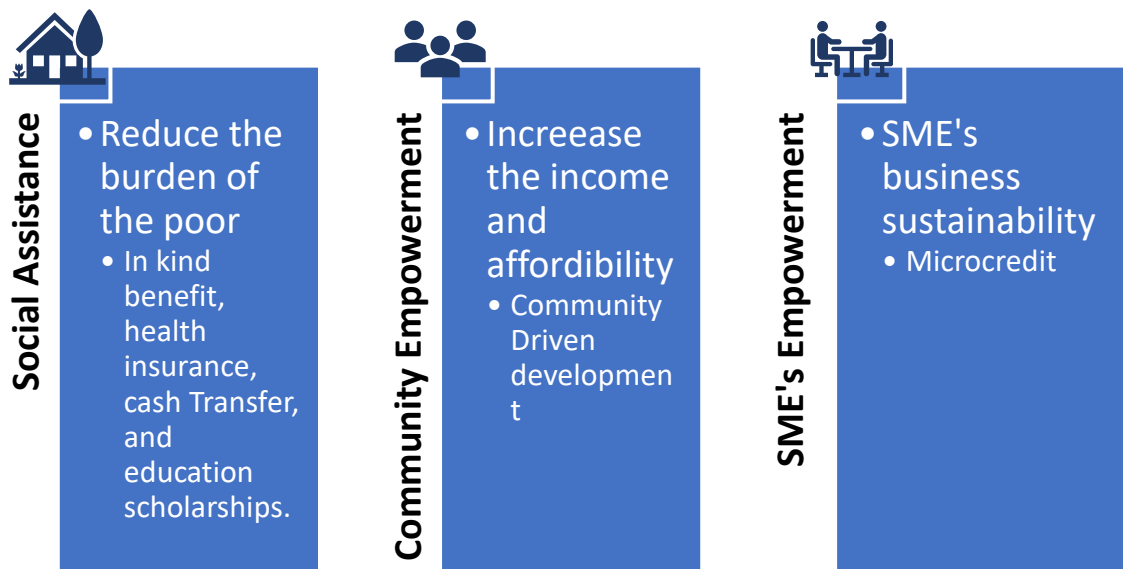 Social Assistance
• Reduce the
burden of
the poor
• In kind
benefit,
health
insurance,
cash Transfer,
and
education
scholarships.
Community Empowerment
• Increease
the income
and
affordibility
• Community
Driven
developmen
t
SME's Empowerment
• SME's
business
sustainability
• Microcredit